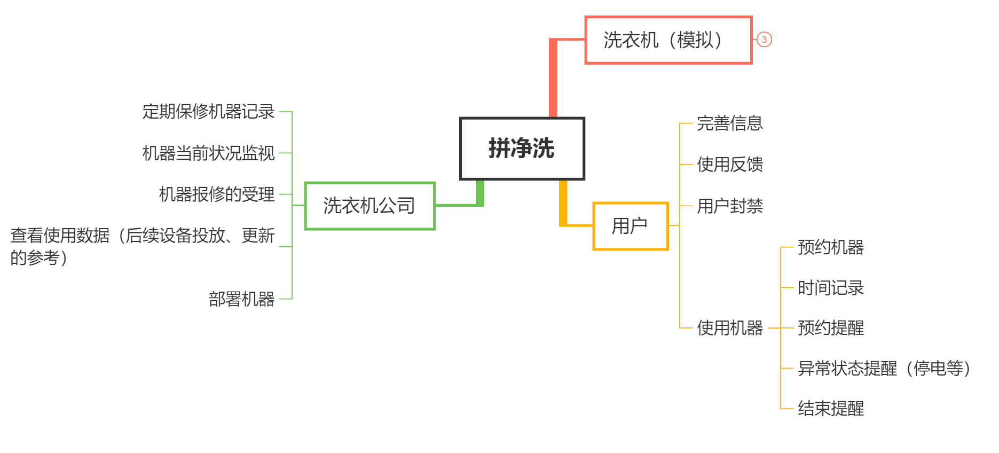 洗衣机（模拟）
3
拼净洗
洗衣机公司
定期保修机器记录
机器当前状况监视
机器报修的受理
查看使用数据（后续设备投放、更新
的参考）
部署机器
用户
完善信息
使用反馈
用户封禁
使用机器
预约机器
时间记录
预约提醒
异常状态提醒（停电等）
结束提醒